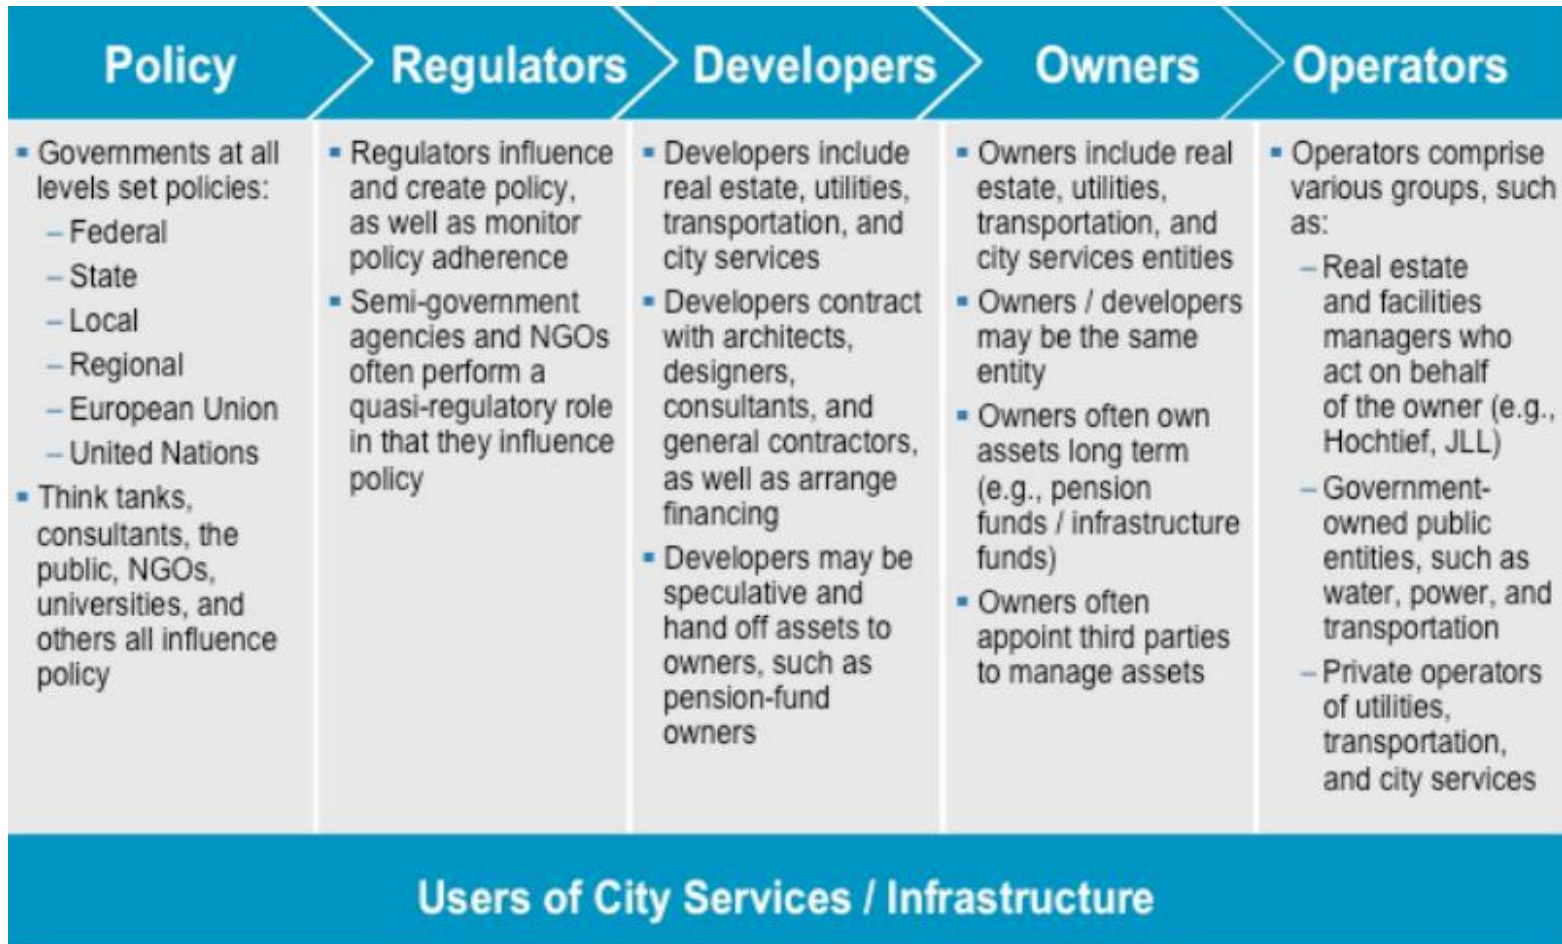 Policy
Regulators
Developers
Owners
Operators
▪ Governments at all
levels set policies:
– Federal
– State
– Local
– Regional
– European Union
– United Nations
▪ Think tanks,
consultants, the
public, NGOs,
universities, and
others all influence
policy
▪ Regulators influence
and create policy,
as well as monitor
policy adherence
▪ Semi-government
agencies and NGOs
often perform a
quasi-regulatory role
in that they influence
policy
▪ Developers include
real estate, utilities,
transportation, and
city services
▪ Developers contract
with architects,
designers,
consultants, and
general contractors,
as well as arrange
financing
▪ Developers may be
speculative and
hand off assets to
owners, such as
pension-fund
owners
▪ Owners include real
estate, utilities,
transportation, and
city services entities
▪ Owners / developers
may be the same
entity
▪ Owners often own
assets long term
(e.g., pension
funds / infrastructure
funds)
▪ Owners often
appoint third parties
to manage assets
▪ Operators comprise
various groups, such
as:
– Real estate
and facilities
managers who
act on behalf
of the owner (e.g.,
Hochtief, JLL)
– Government-
owned public
entities, such as
water, power, and
transportation
– Private operators
of utilities,
transportation,
and city services
Users of City Services / Infrastructure